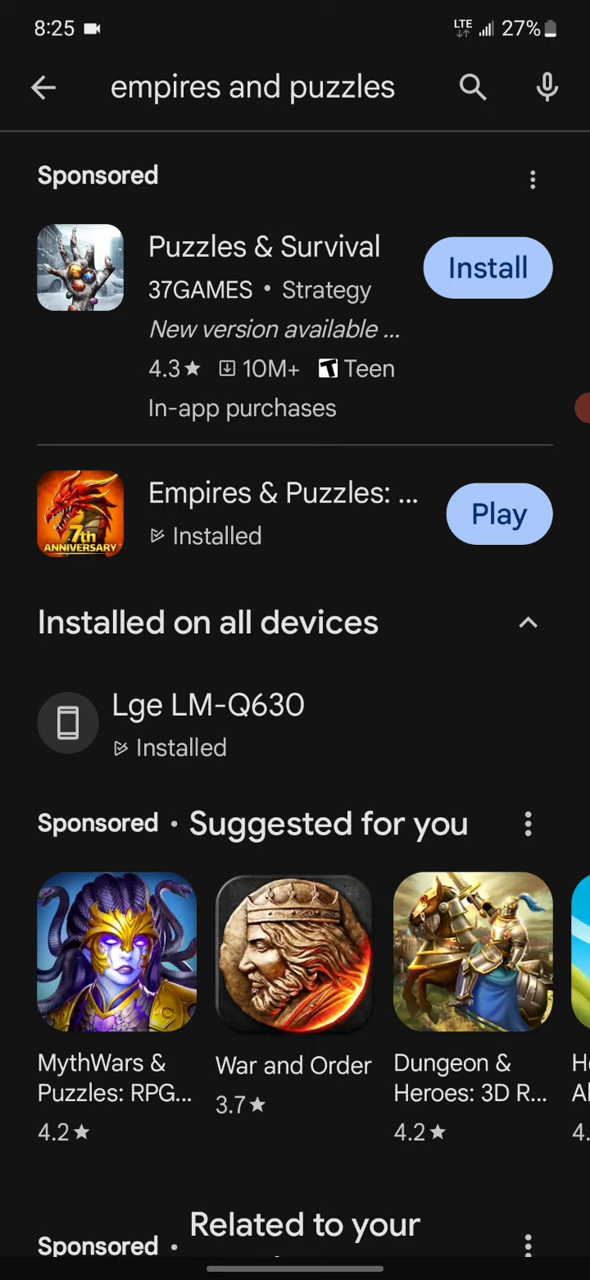 8:25
LTE
27%
empires and puzzles
Sponsored
Puzzles & Survival
37GAMES • Strategy
New version available ...
4.3★ 10M+ T Teen
In-app purchases
Install
7th
ANNIVERSARY
Empires & Puzzles: ...
Installed
Play
Installed on all devices
Lge LM-Q630
Installed
Sponsored • Suggested for you
MythWars &
Puzzles: RPG...
4.2★
War and Order
3.7★
Dungeon &
Heroes: 3D R...
4.2★
4.
Sponsored • Related to your